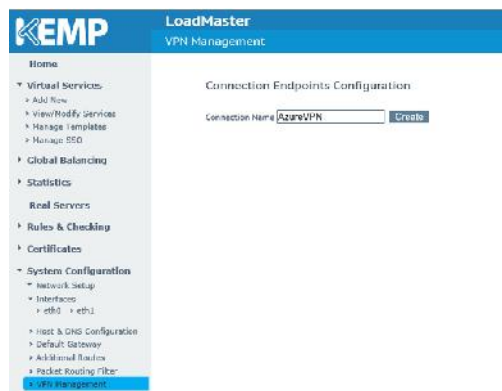 KEMP
LoadMaster
VPN Management
Home
Virtual Services
Add New
View/Modify Services
Manage Templates
Manage SSO
Global Balancing
Statistics
Real Servers
Rules & Checking
Certificates
System Configuration
Network Setup
Interfaces
eth0 eth1
Host & DNS Configuration
Default Gateway
Additional Routes
Packet Routing Filter
VPN Management
Connection Endpoints Configuration
Connection Name AzureVPN Create